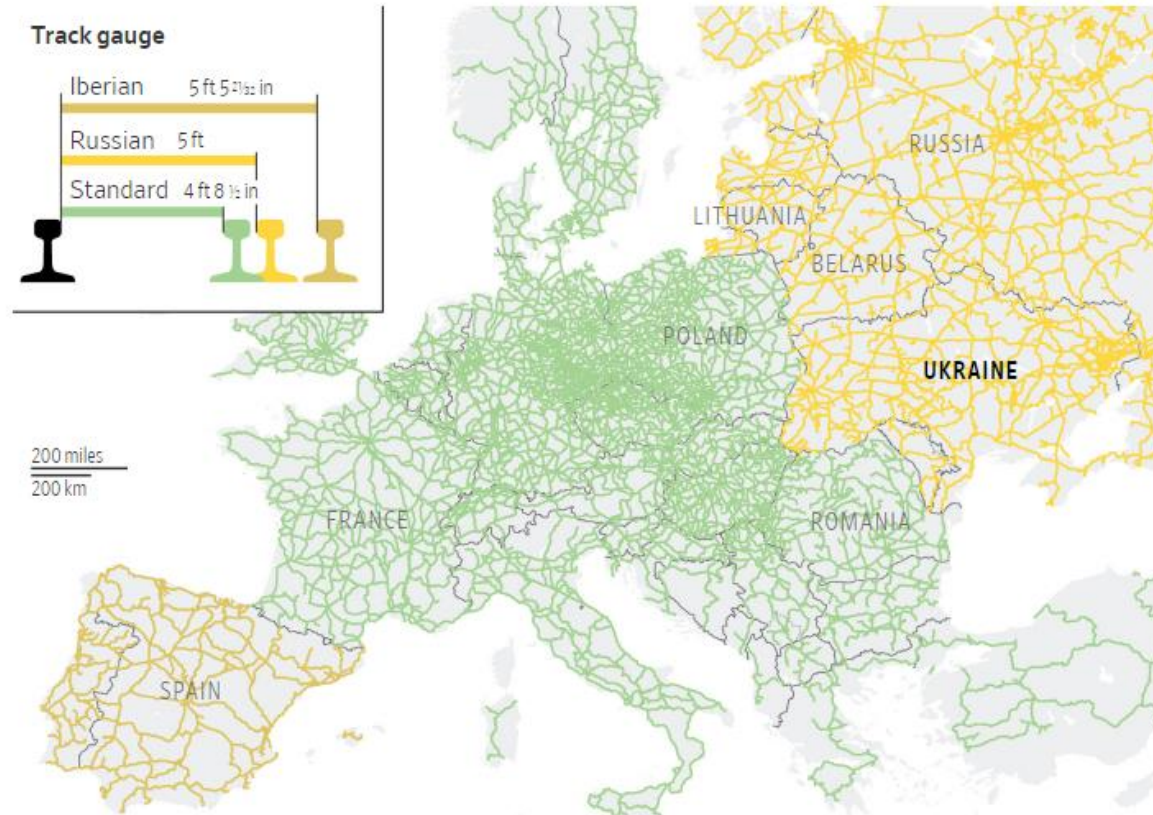 Track gauge
Iberian 5 ft 5 21/32 in
Russian 5 ft
Standard 4 ft 8 ½ in
RUSSIA
LITHUANIA
BELARUS
POLAND
UKRAINE
200 miles
200 km
FRANCE
ROMANIA
SPAIN